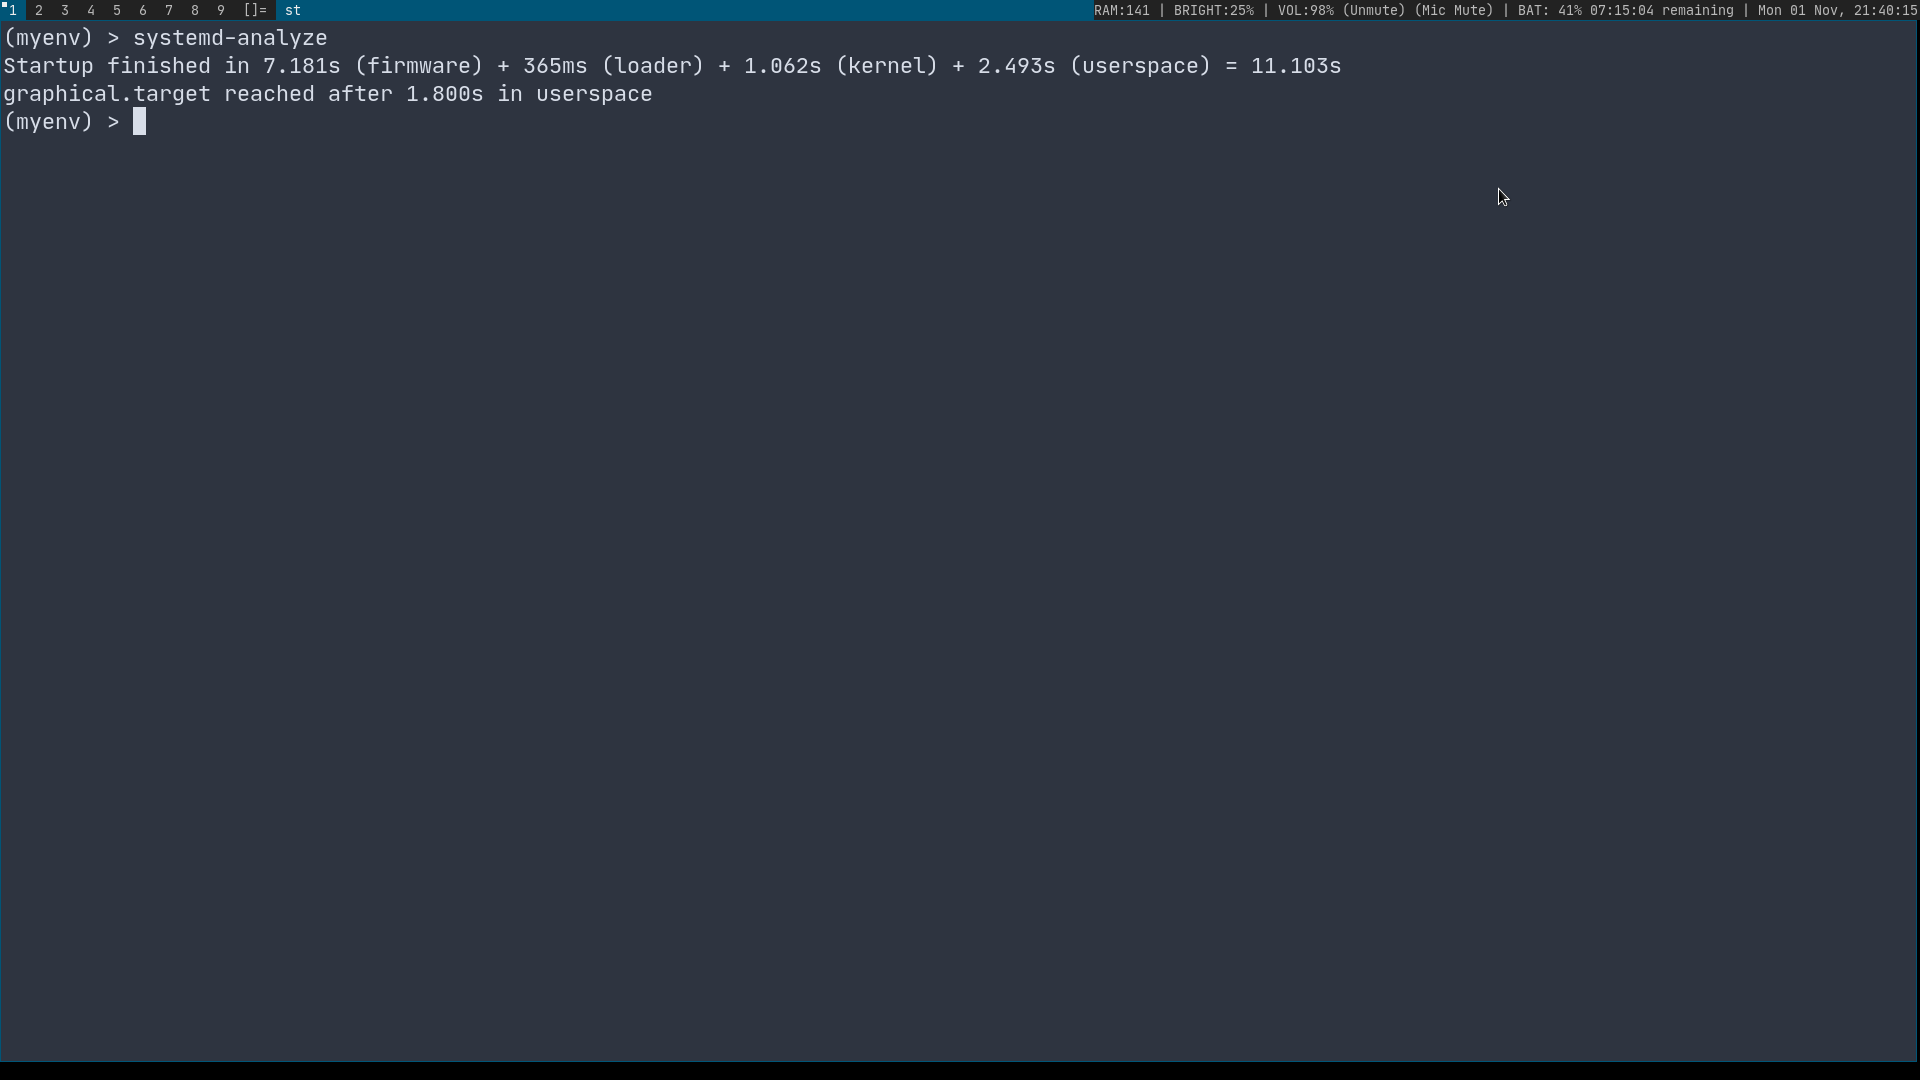 1 2 3 4 5 6 7 8 9 []= st RAM:141 | BRIGHT:25% | VOL:98% (Unmute) (Mic Mute) | BAT: 41% 07:15:04 remaining | Mon 01 Nov, 21:40:15
(myenv) > systemd-analyze
Startup finished in 7.181s (firmware) + 365ms (loader) + 1.062s (kernel) + 2.493s (userspace) = 11.103s
graphical.target reached after 1.800s in userspace
(myenv) >